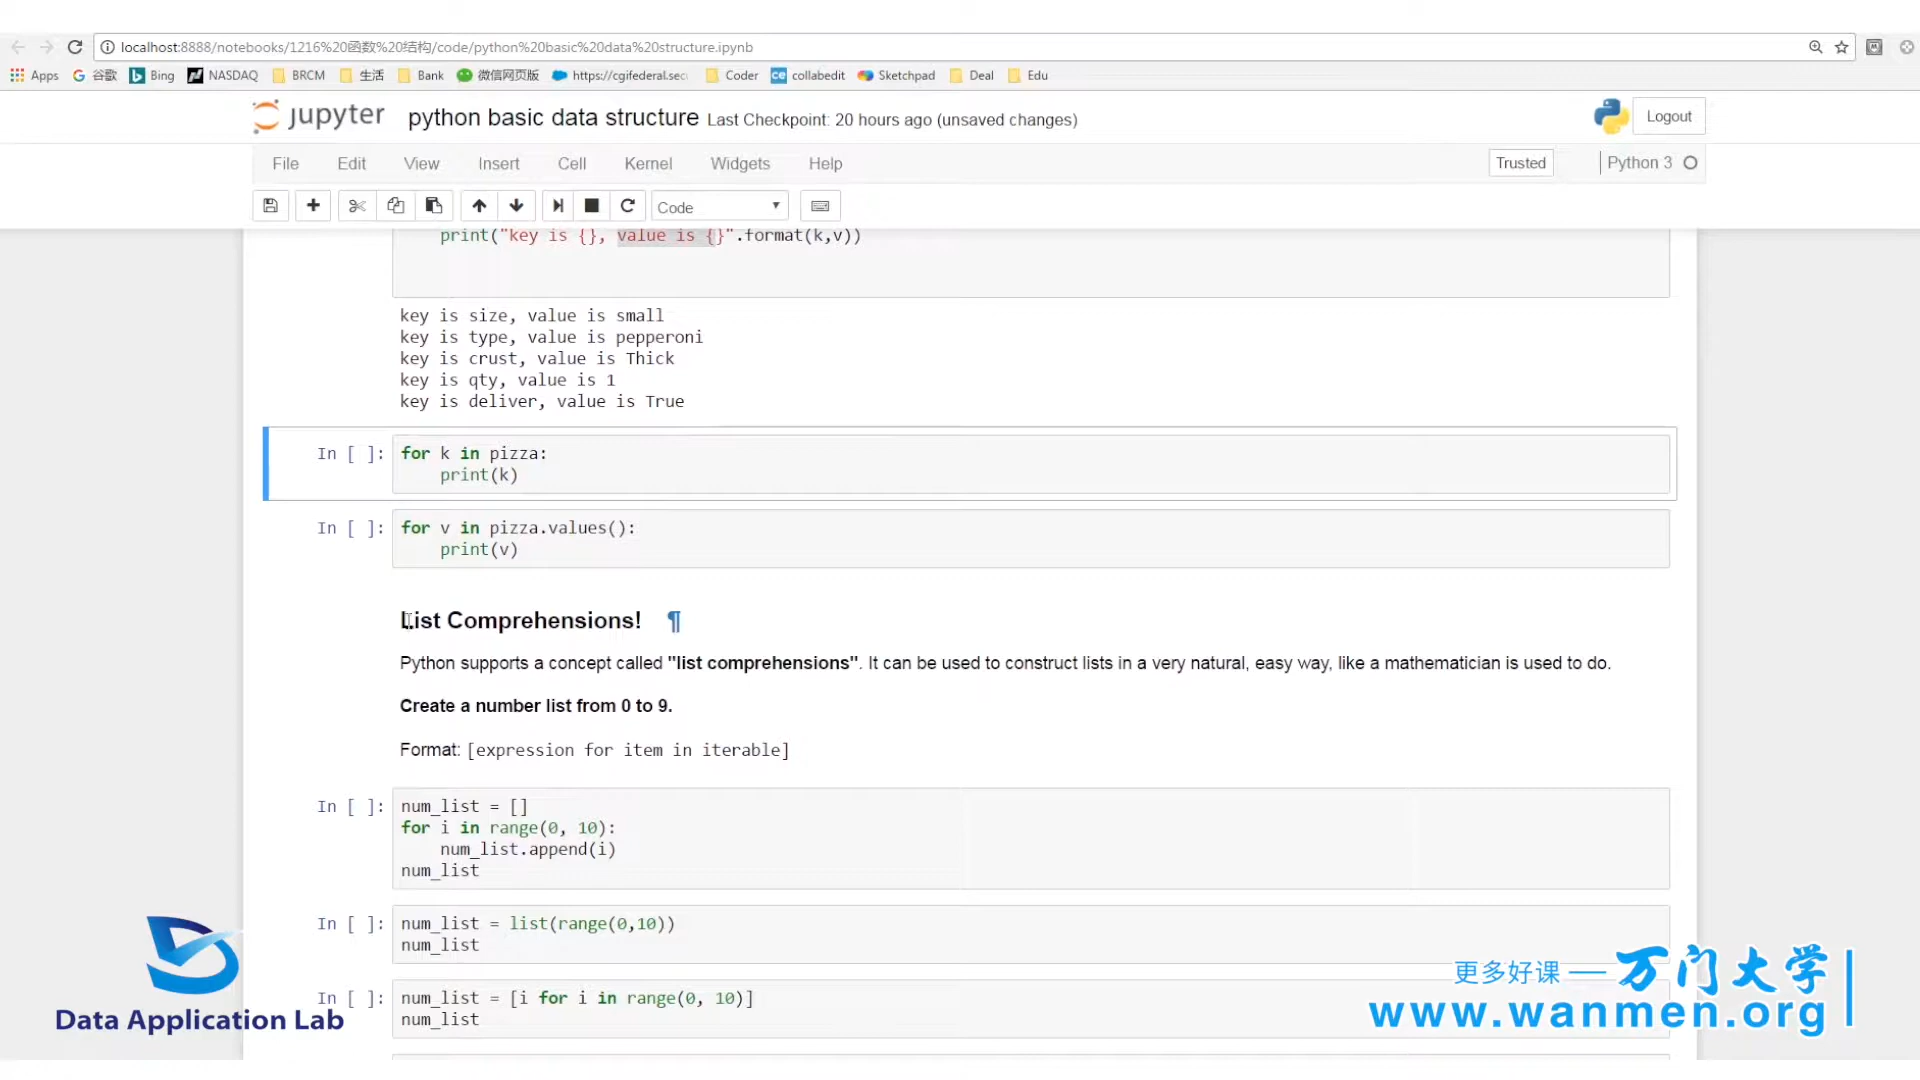 localhost:8888/notebooks/1216%20函数%20结构/code/python%20basic%20data%20structure.ipynb
Apps 谷歌 Bing NASDAQ BRCM 生活 Bank 微信网页版 https://cgifederal.sec Coder collabedit Sketchpad Deal Edu
jupyter python basic data structure Last Checkpoint: 20 hours ago (unsaved changes) Logout
File Edit View Insert Cell Kernel Widgets Help Trusted Python 3
Code
print("key is {}, value is {}".format(k,v))
key is size, value is small
key is type, value is pepperoni
key is crust, value is Thick
key is qty, value is 1
key is deliver, value is True
In [ ]: for k in pizza:
print(k)
In [ ]: for v in pizza.values():
print(v)
List Comprehensions! ¶
Python supports a concept called "list comprehensions". It can be used to construct lists in a very natural, easy way, like a mathematician is used to do.
Create a number list from 0 to 9.
Format: [expression for item in iterable]
In [ ]: num_list = []
for i in range(0, 10):
num_list.append(i)
num_list
In [ ]: num_list = list(range(0,10))
num_list
In [ ]: num_list = [i for i in range(0, 10)]
num_list
Data Application Lab
更多好课 — 万门大学
www.wanmen.org